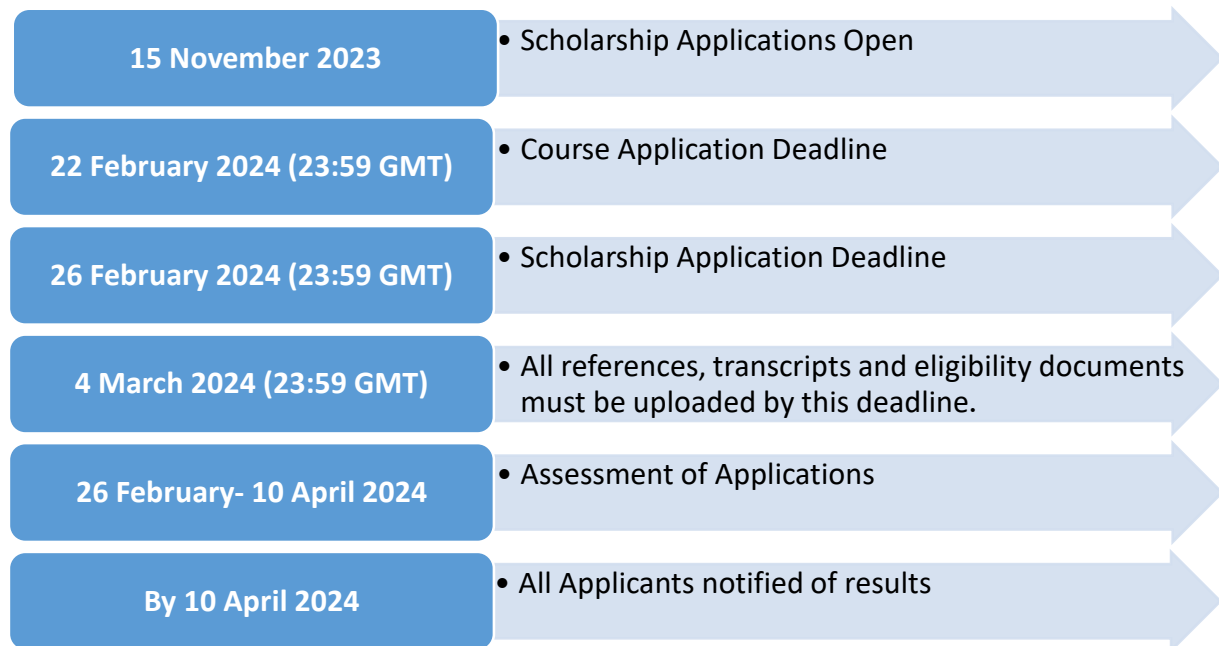 15 November 2023
• Scholarship Applications Open
22 February 2024 (23:59 GMT)
• Course Application Deadline
26 February 2024 (23:59 GMT)
• Scholarship Application Deadline
4 March 2024 (23:59 GMT)
• All references, transcripts and eligibility documents
must be uploaded by this deadline.
26 February- 10 April 2024
• Assessment of Applications
By 10 April 2024
• All Applicants notified of results